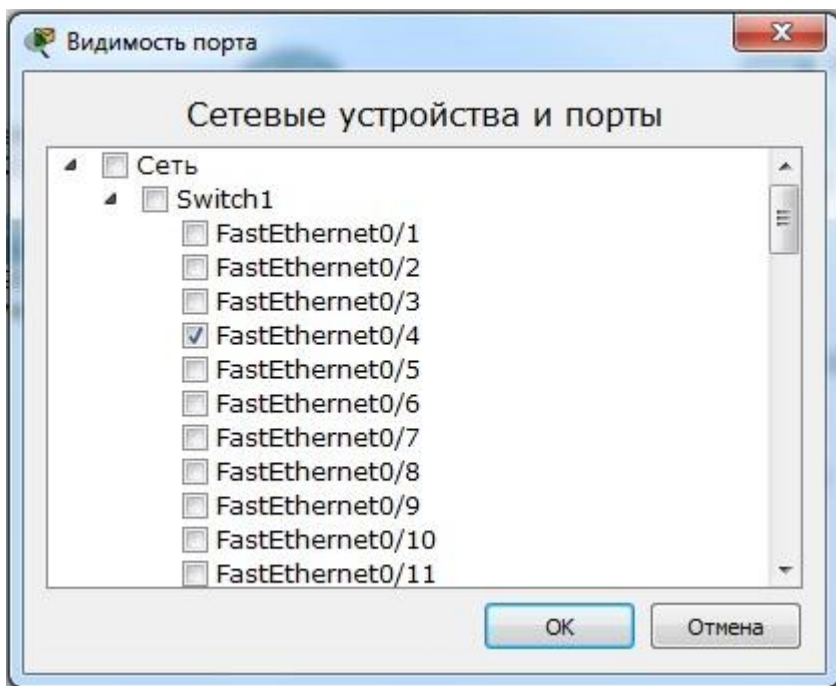 Видимость порта
Сетевые устройства и порты
Сеть
Switch1
FastEthernet0/1
FastEthernet0/2
FastEthernet0/3
FastEthernet0/4
FastEthernet0/5
FastEthernet0/6
FastEthernet0/7
FastEthernet0/8
FastEthernet0/9
FastEthernet0/10
FastEthernet0/11
OK
Отмена